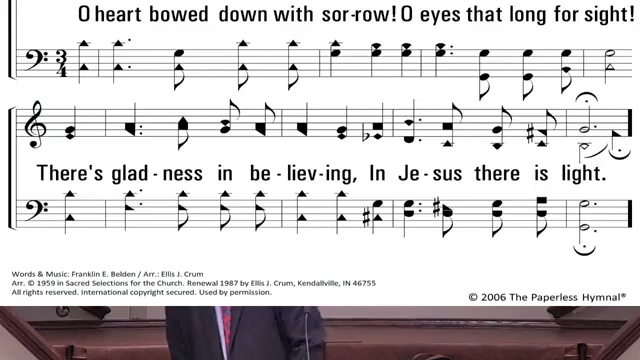 O heart bowed down with sor-row! O eyes that long for sight!
3
4
There's glad-ness in be-liev-ing, In Je-sus there is light.
Words & Music: Franklin E. Belden / Arr.: Ellis J. Crum
Arr. © 1959 in Sacred Selections for the Church. Renewal 1987 by Ellis J. Crum, Kendallville, IN 46755
All rights reserved. International copyright secured. Used by permission.
© 2006 The Paperless Hymnal®